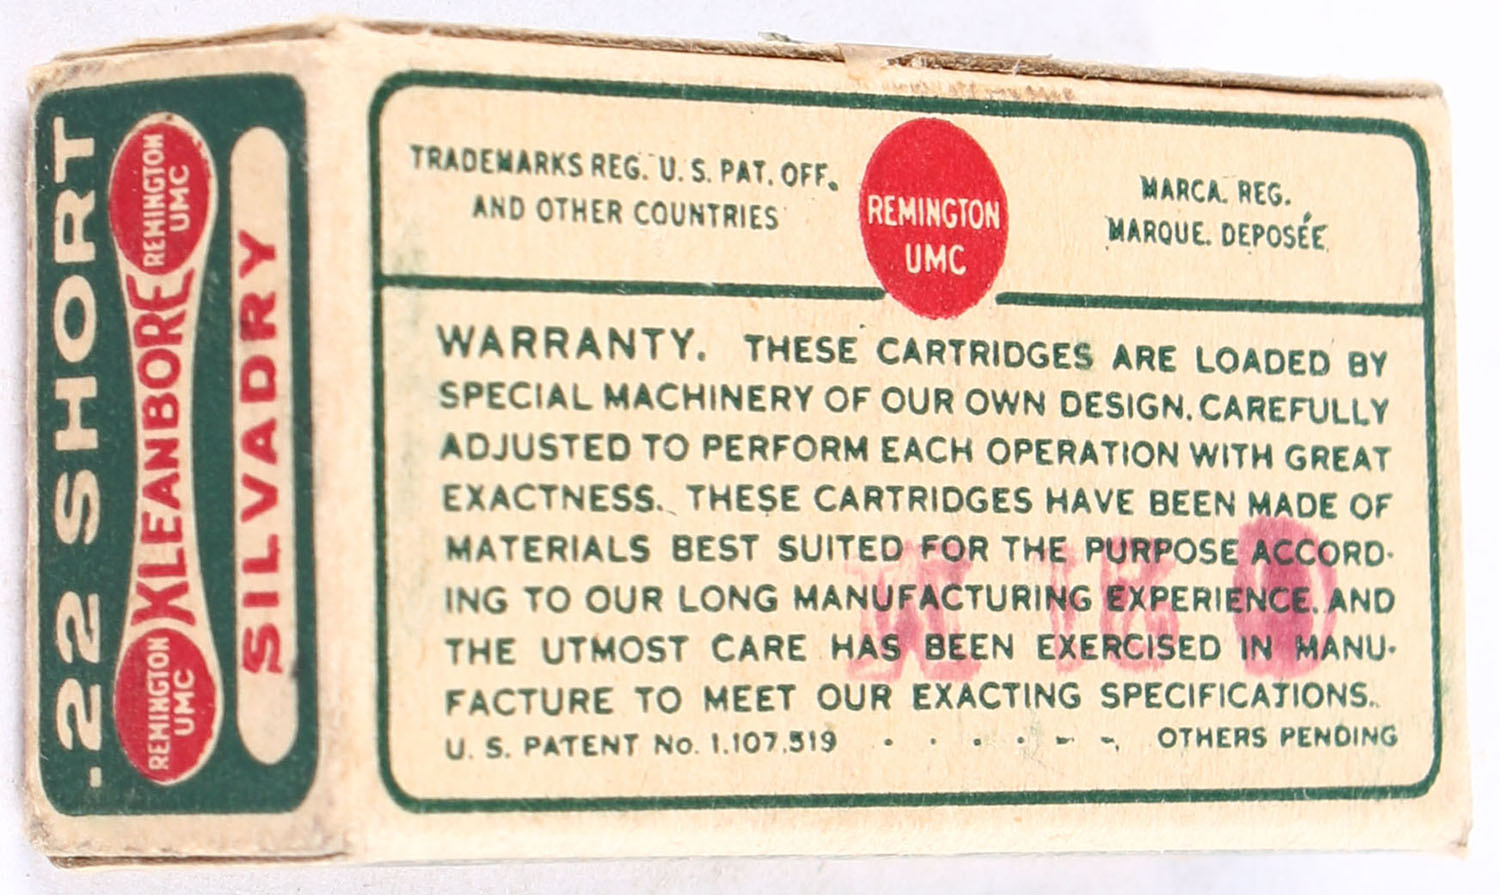 .22 SHORT
REMINGTON
UMC
KLEANBORE
REMINGTON
UMC
SILVADRY
TRADEMARKS REG. U. S. PAT. OFF.
AND OTHER COUNTRIES
REMINGTON
UMC
MARCA. REG.
MARQUE. DEPOSÉE
WARRANTY. THESE CARTRIDGES ARE LOADED BY
SPECIAL MACHINERY OF OUR OWN DESIGN. CAREFULLY
ADJUSTED TO PERFORM EACH OPERATION WITH GREAT
EXACTNESS. THESE CARTRIDGES HAVE BEEN MADE OF
MATERIALS BEST SUITED FOR THE PURPOSE ACCORD-
ING TO OUR LONG MANUFACTURING EXPERIENCE. AND
THE UTMOST CARE HAS BEEN EXERCISED IN MANU-
FACTURE TO MEET OUR EXACTING SPECIFICATIONS.
U. S. PATENT No. 1,107,519 . . . . . . OTHERS PENDING